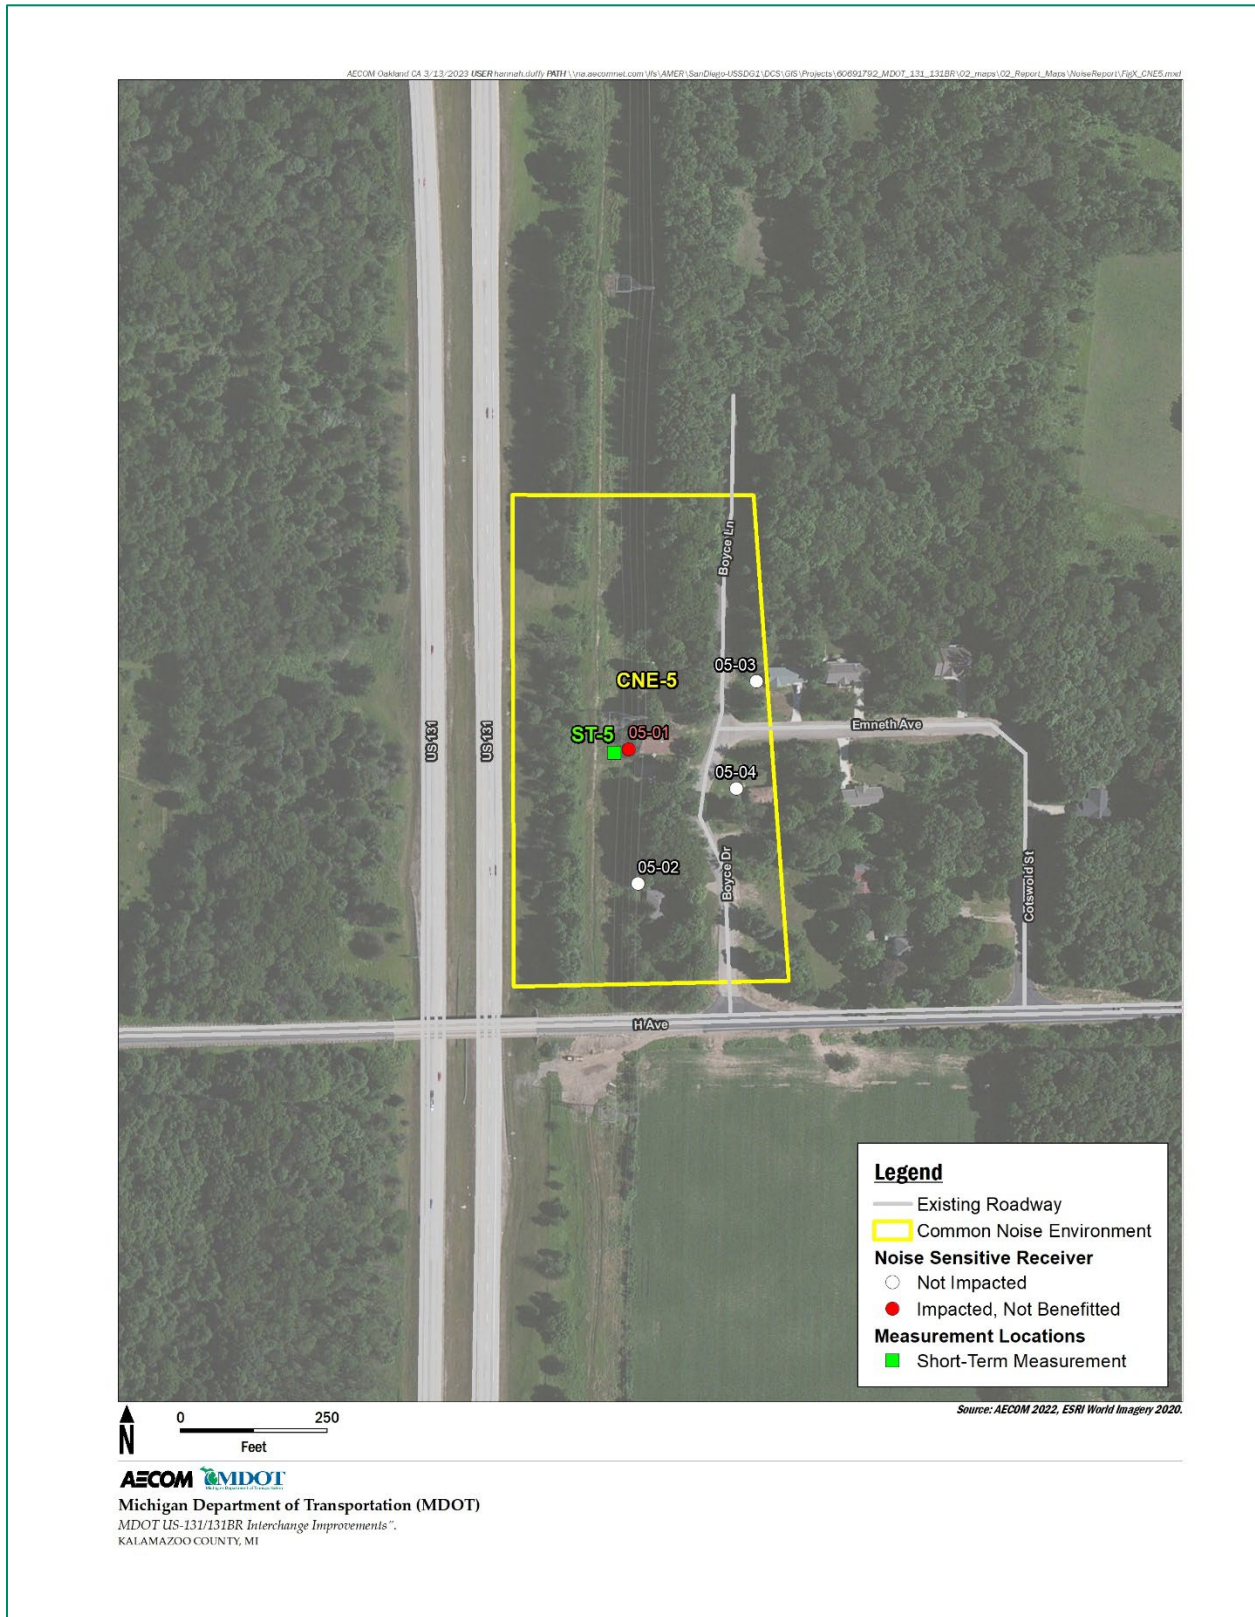 AECOM Oakland CA 3/13/2023 USER hannah.duffy PATH \\na.aecomnet.com\lfs\AMER\SanDiego-USSDG1\DCS\GIS\Projects\60691792_MDOT_131_131BR\02_maps\02_Report_Maps\NoiseReport\FigX_CNE5.mxd
Boyce Ln
05-03
CNE-5
Emneth Ave
ST-5
05-01
US 131
US 131
05-04
05-02
Boyce Dr
Cotswold St
H Ave
Legend
Existing Roadway
Common Noise Environment
Noise Sensitive Receiver
Not Impacted
Impacted, Not Benefitted
Measurement Locations
Short-Term Measurement
Source: AECOM 2022, ESRI World Imagery 2020.
N
0 250
Feet
AECOM MDOT
Michigan Department of Transportation
Michigan Department of Transportation (MDOT)
MDOT US-131/131BR Interchange Improvements".
KALAMAZOO COUNTY, MI